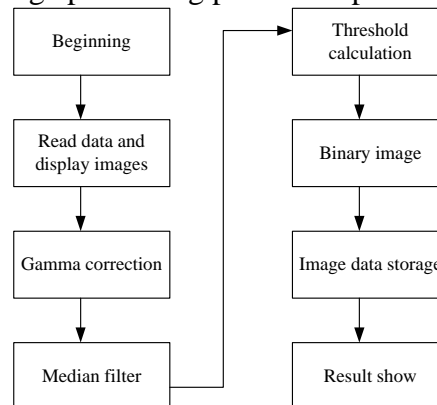 Beginning
Read data and
display images
Gamma correction
Median filter
Threshold
calculation
Binary image
Image data storage
Result show